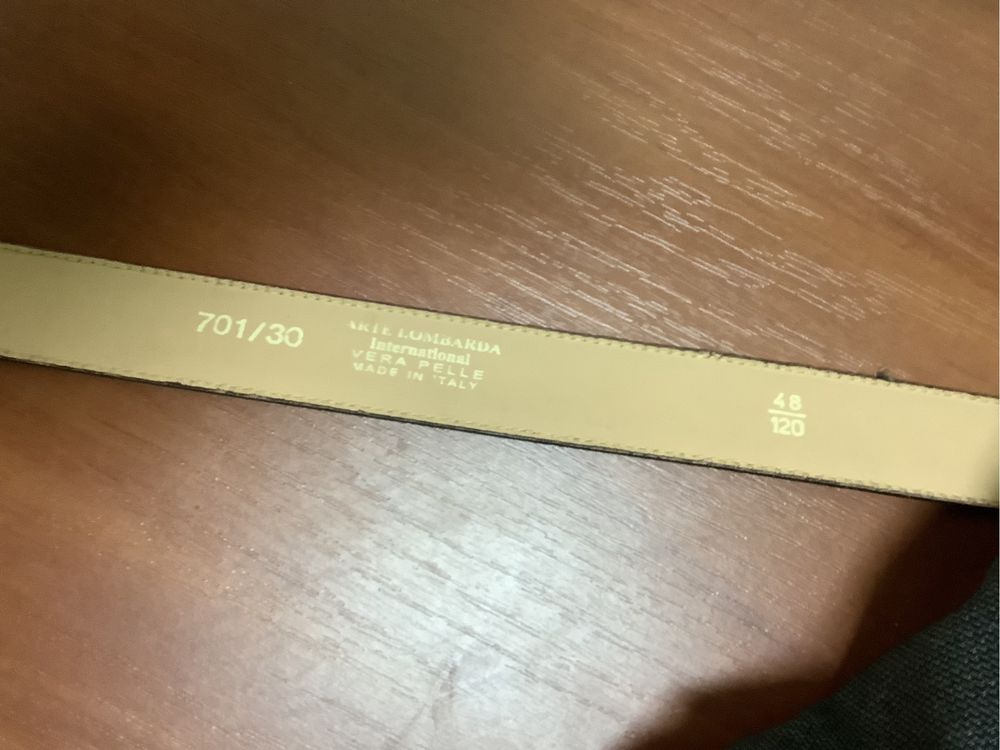 701/30
ARTE LOMBARDA
International
VERA PELLE
MADE IN ITALY
48
120